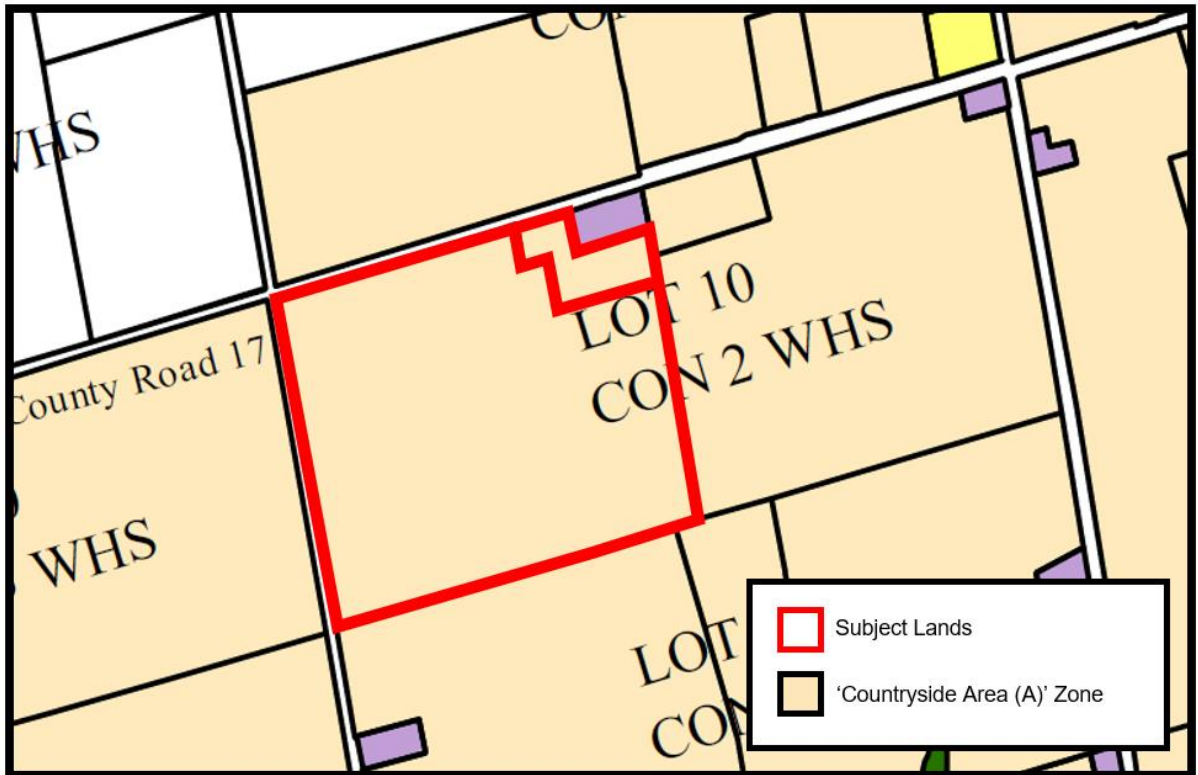 WHS
LOT 10
CON 2 WHS
County Road 17
WHS
LOT
CON
Subject Lands
'Countryside Area (A)' Zone